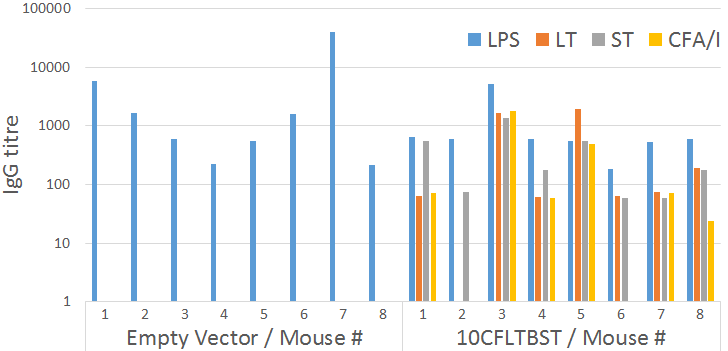 100000
LPS LT ST CFA/I
10000
1000
100
10
1
IgG titre
1 2 3 4 5 6 7 8 1 2 3 4 5 6 7 8
Empty Vector / Mouse # 10CFLTBST / Mouse #